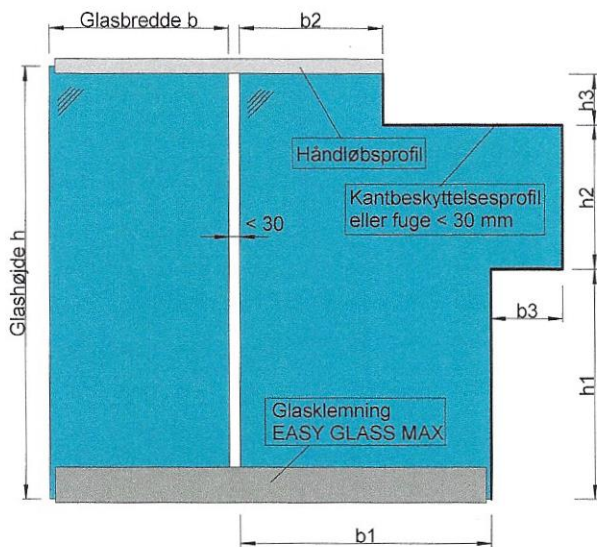 Glasbredde b
b2
h3
Håndløbsprofil
Kantbeskyttelsesprofil
eller fuge < 30 mm
h2
< 30
Glashøjde h
b3
h1
Glasklemning
EASY GLASS MAX
b1